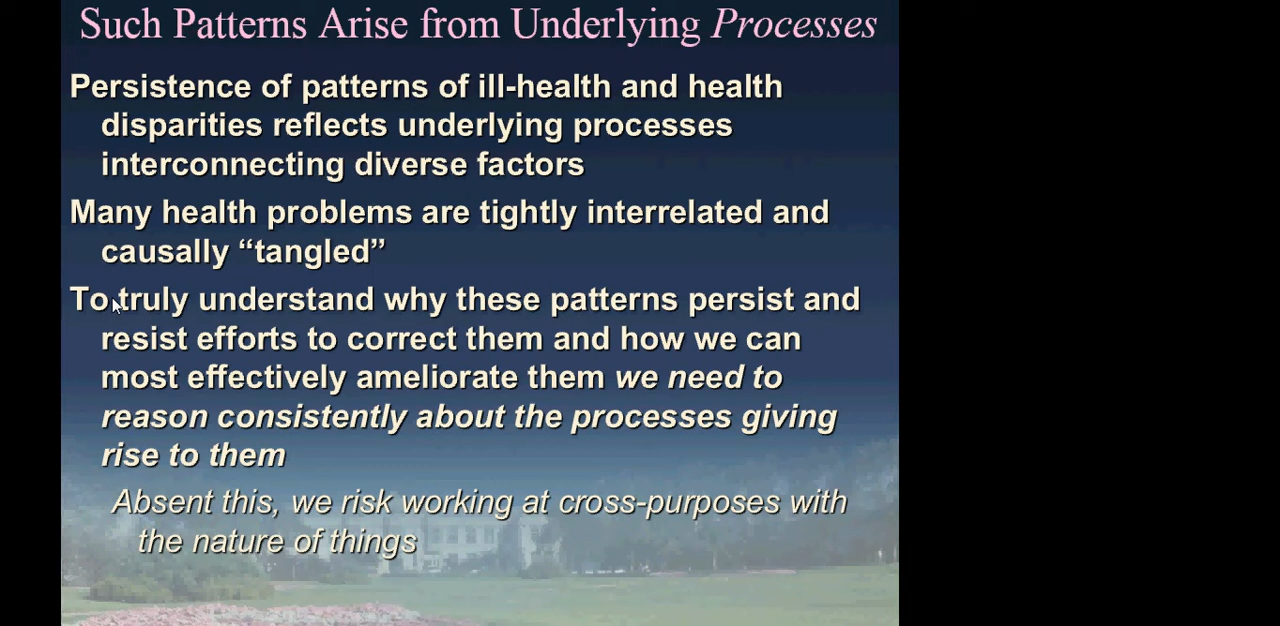 Such Patterns Arise from Underlying Processes
Persistence of patterns of ill-health and health
disparities reflects underlying processes
interconnecting diverse factors
Many health problems are tightly interrelated and
causally “tangled”
To truly understand why these patterns persist and
resist efforts to correct them and how we can
most effectively ameliorate them we need to
reason consistently about the processes giving
rise to them
Absent this, we risk working at cross-purposes with
the nature of things